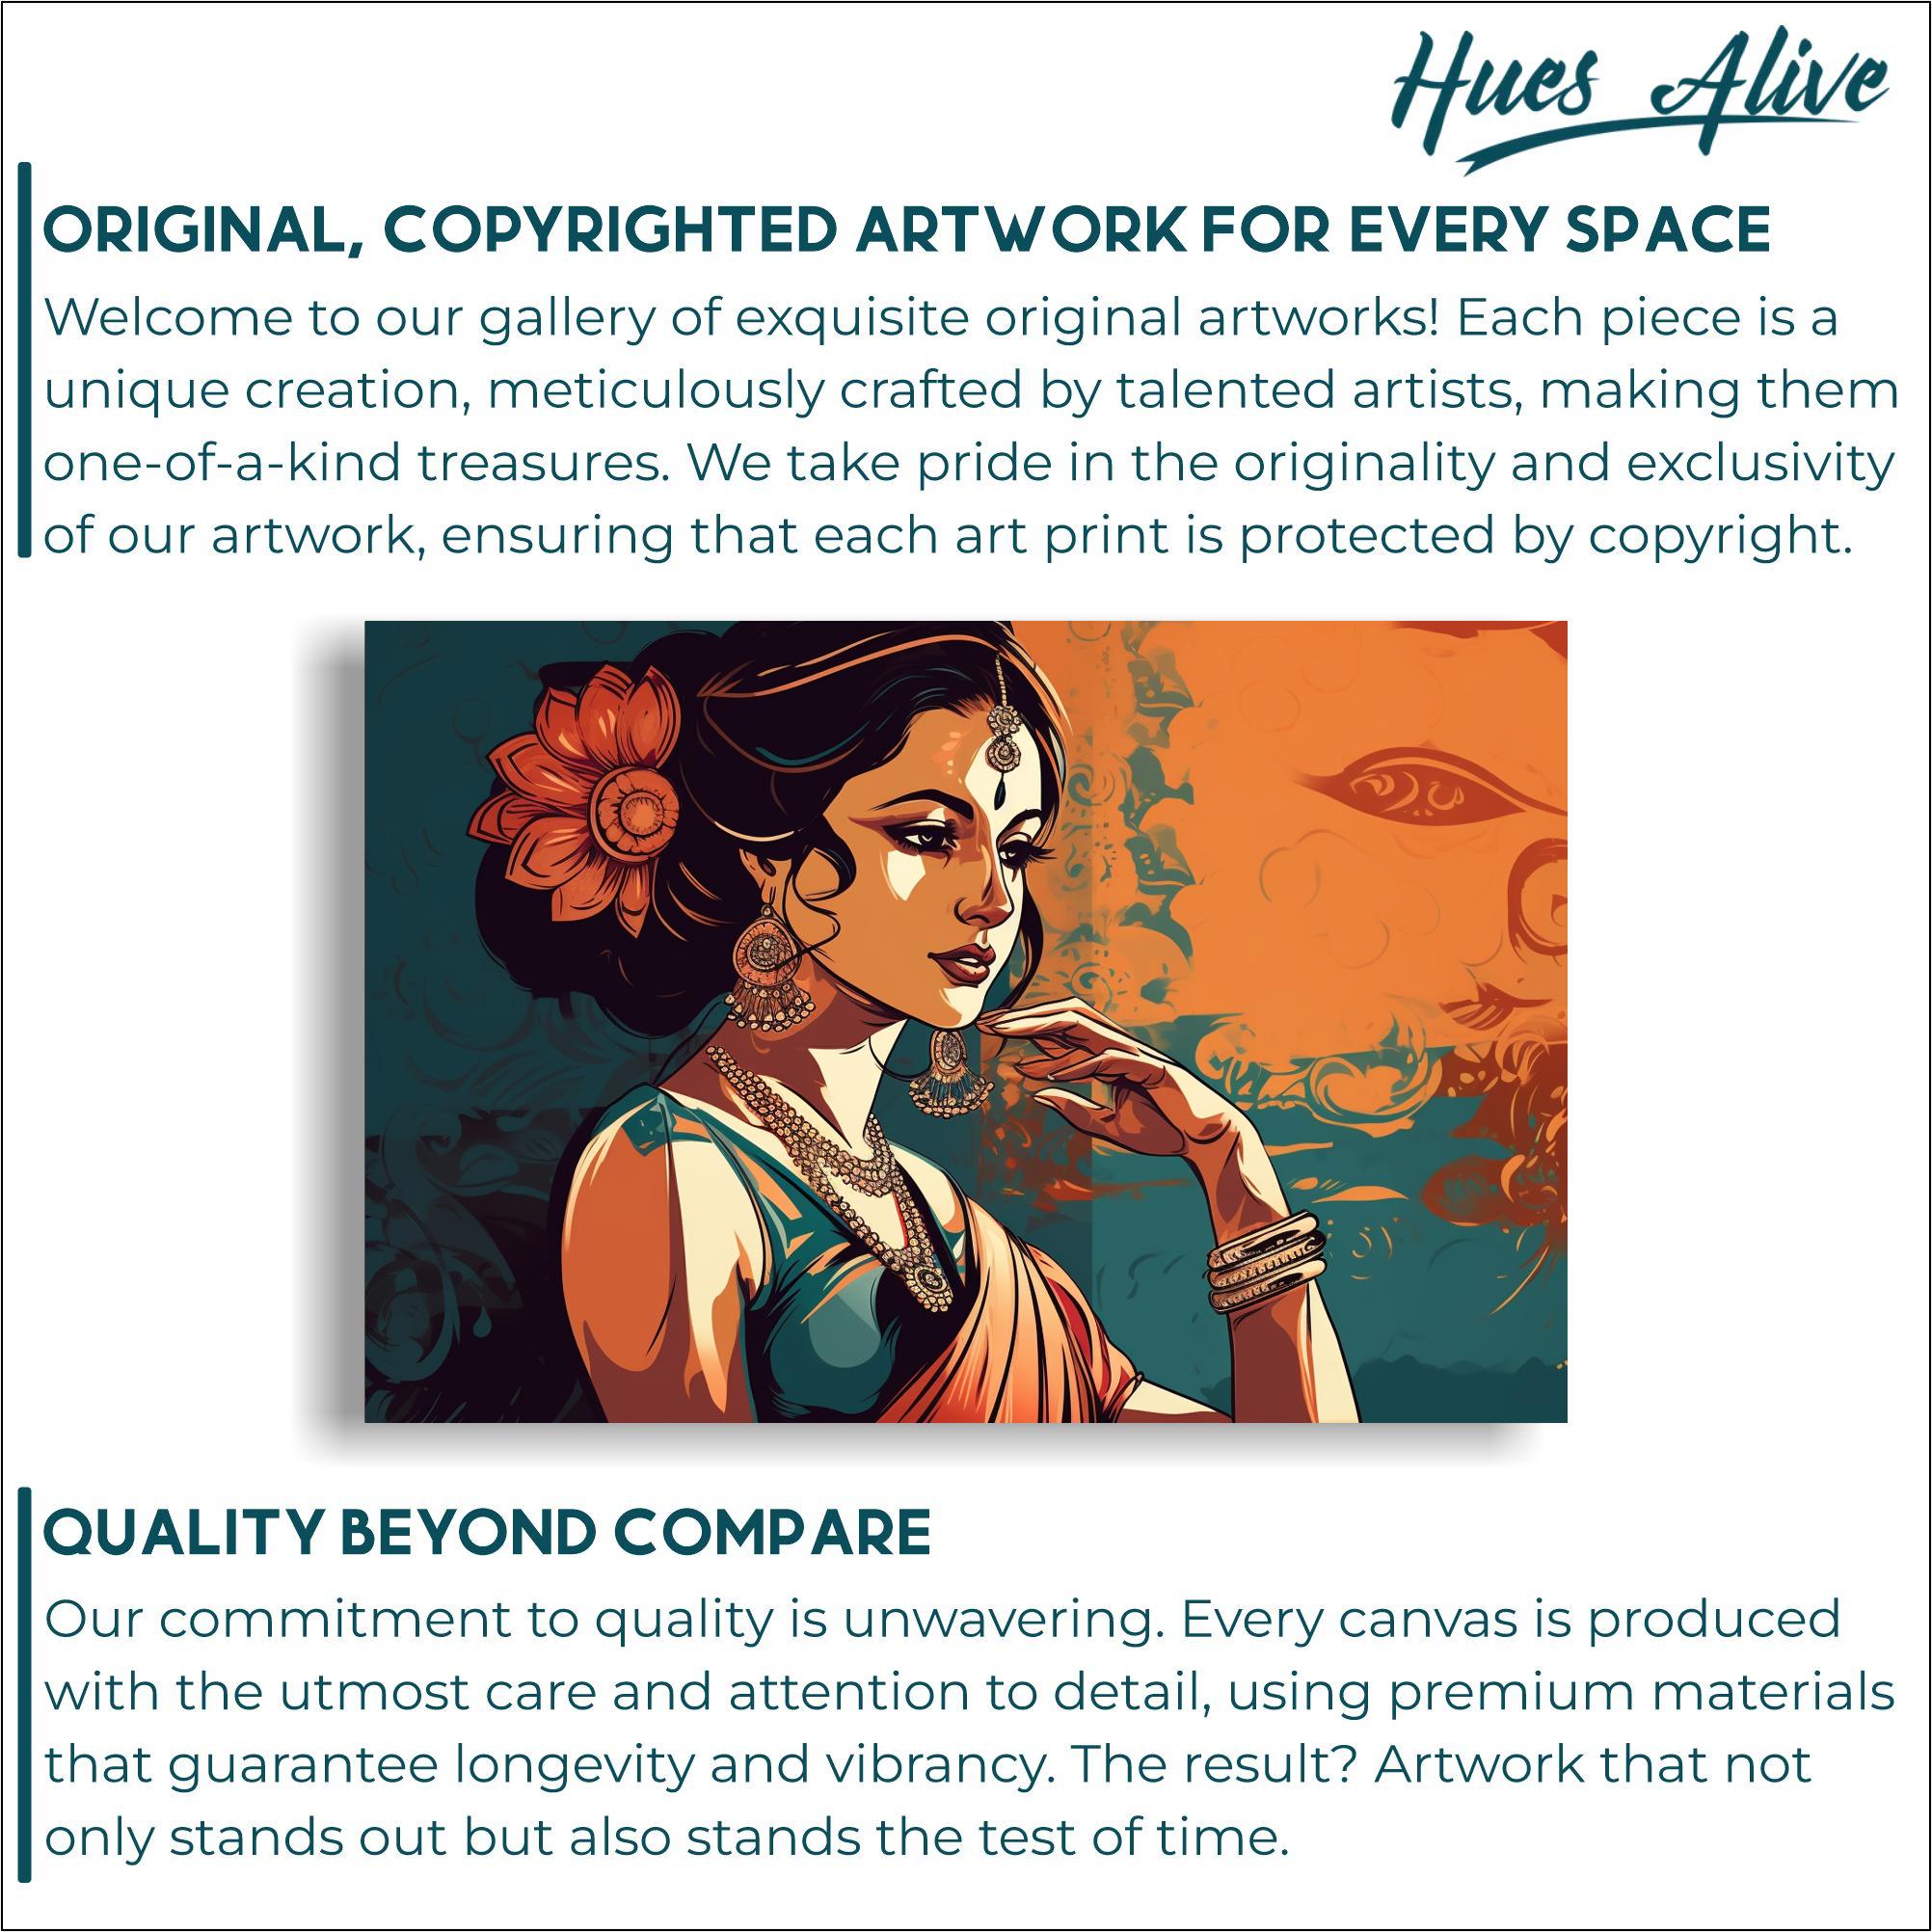 Hues Alive
ORIGINAL, COPYRIGHTED ARTWORK FOR EVERY SPACE
Welcome to our gallery of exquisite original artworks! Each piece is a
unique creation, meticulously crafted by talented artists, making them
one-of-a-kind treasures. We take pride in the originality and exclusivity
of our artwork, ensuring that each art print is protected by copyright.
QUALITY BEYOND COMPARE
Our commitment to quality is unwavering. Every canvas is produced
with the utmost care and attention to detail, using premium materials
that guarantee longevity and vibrancy. The result? Artwork that not
only stands out but also stands the test of time.